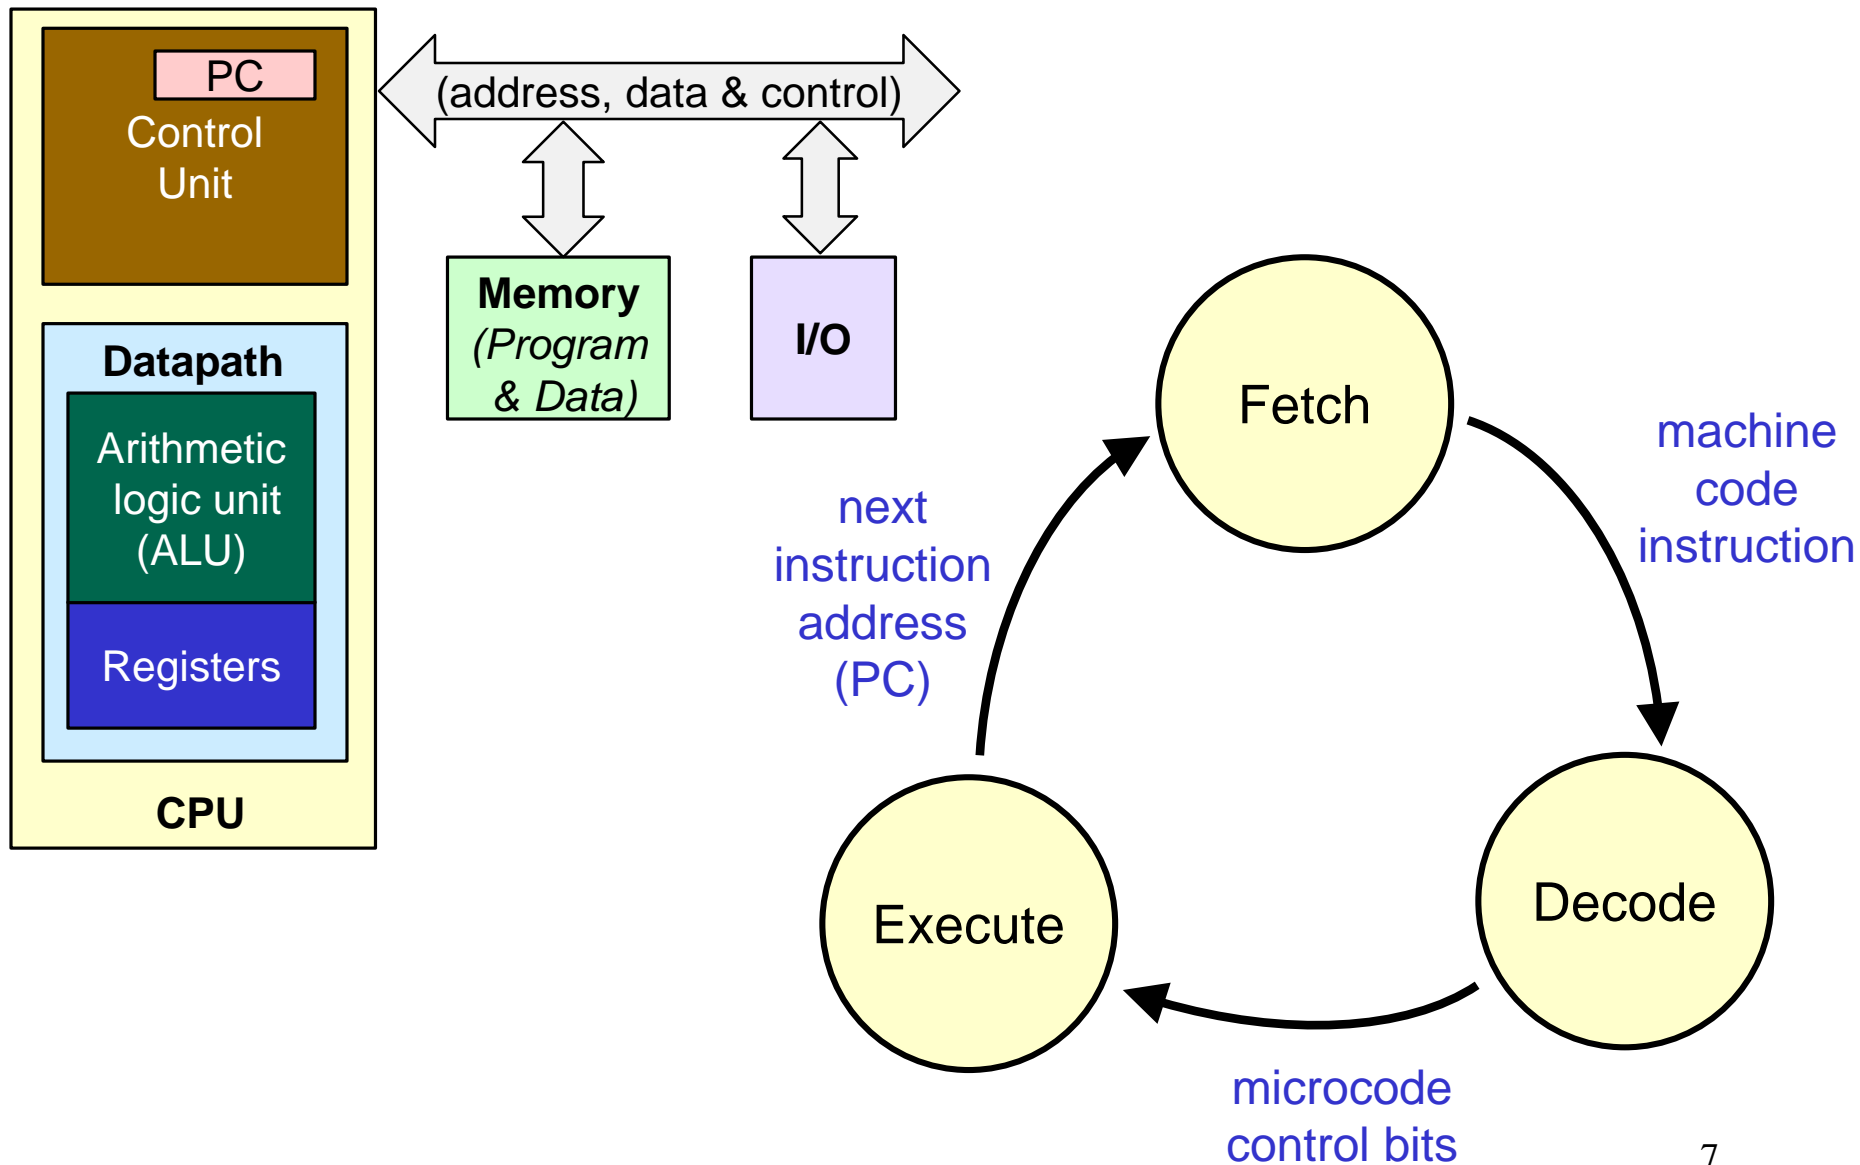 PC
Control
Unit
(address, data & control)
Memory
(Program
& Data)
I/O
Datapath
Arithmetic
logic unit
(ALU)
Registers
CPU
Fetch
machine
code
instruction
next
instruction
address
(PC)
Execute
Decode
microcode
control bits
7